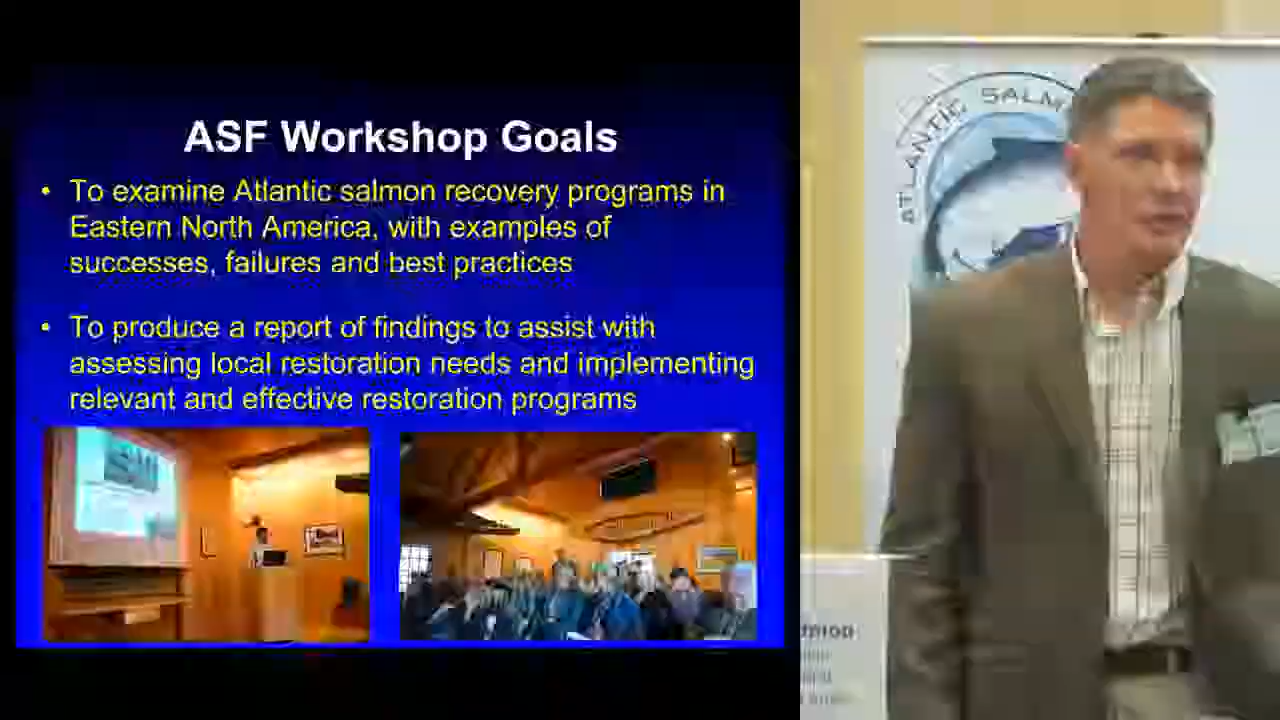 ASF Workshop Goals
• To examine Atlantic salmon recovery programs in
Eastern North America, with examples of
successes, failures and best practices
• To produce a report of findings to assist with
assessing local restoration needs and implementing
relevant and effective restoration programs
ATLANTIC SALM